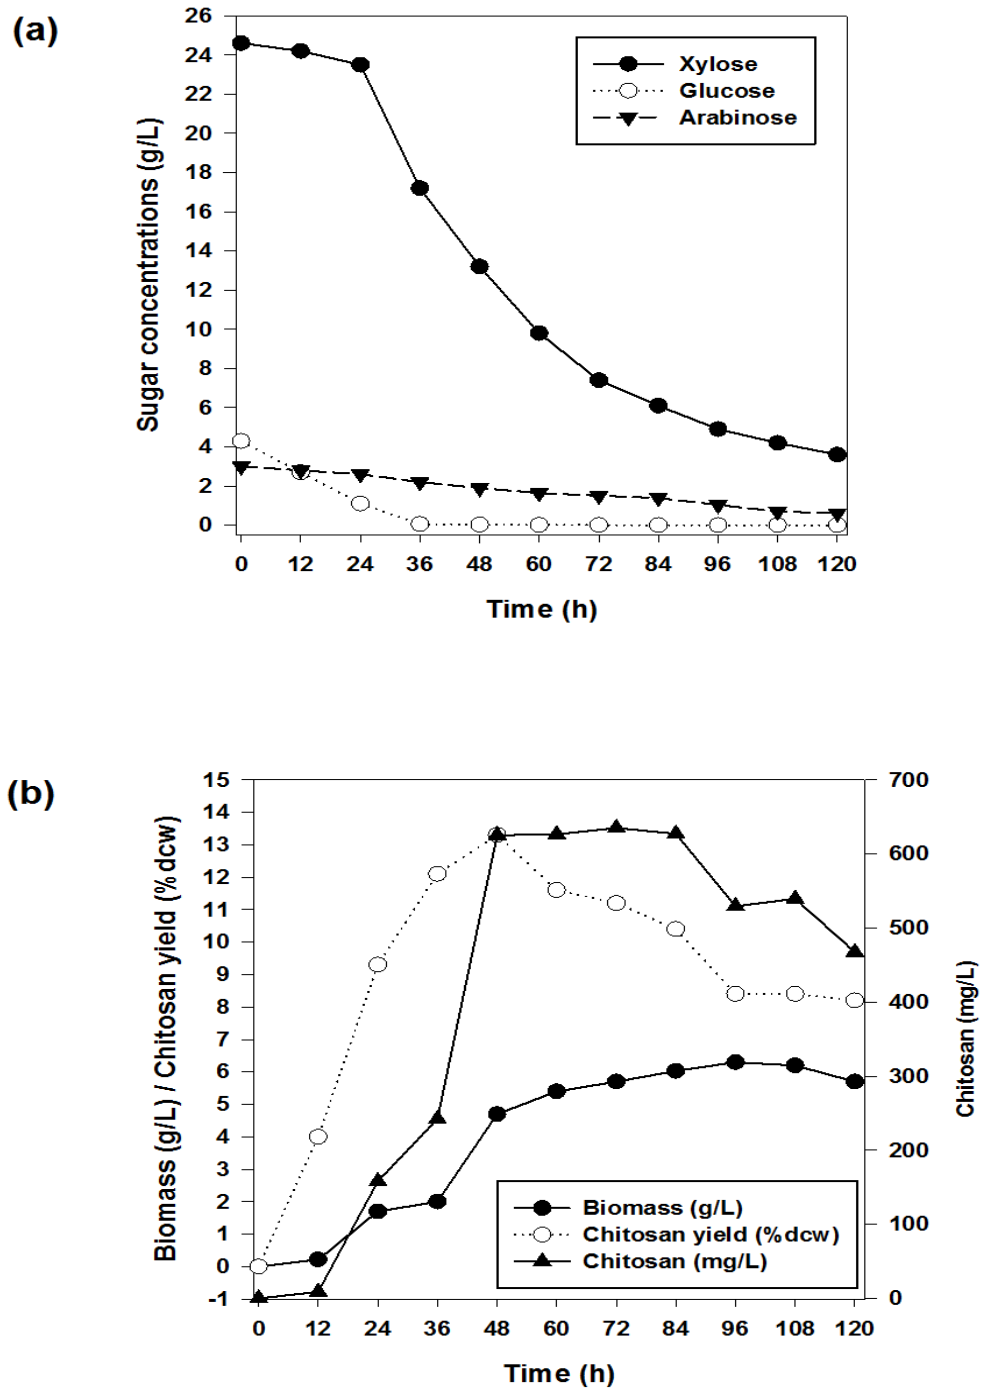 (a)
26
24
22
20
18
16
14
12
10
8
6
4
2
0
Sugar concentrations (g/L)
Xylose
Glucose
Arabinose
0 12 24 36 48 60 72 84 96 108 120
Time (h)
(b)
15
14
13
12
11
10
9
8
7
6
5
4
3
2
1
0
-1
Biomass (g/L) / Chitosan yield (%dcw)
700
600
500
400
300
200
100
0
Chitosan (mg/L)
Biomass (g/L)
Chitosan yield (%dcw)
Chitosan (mg/L)
0 12 24 36 48 60 72 84 96 108 120
Time (h)